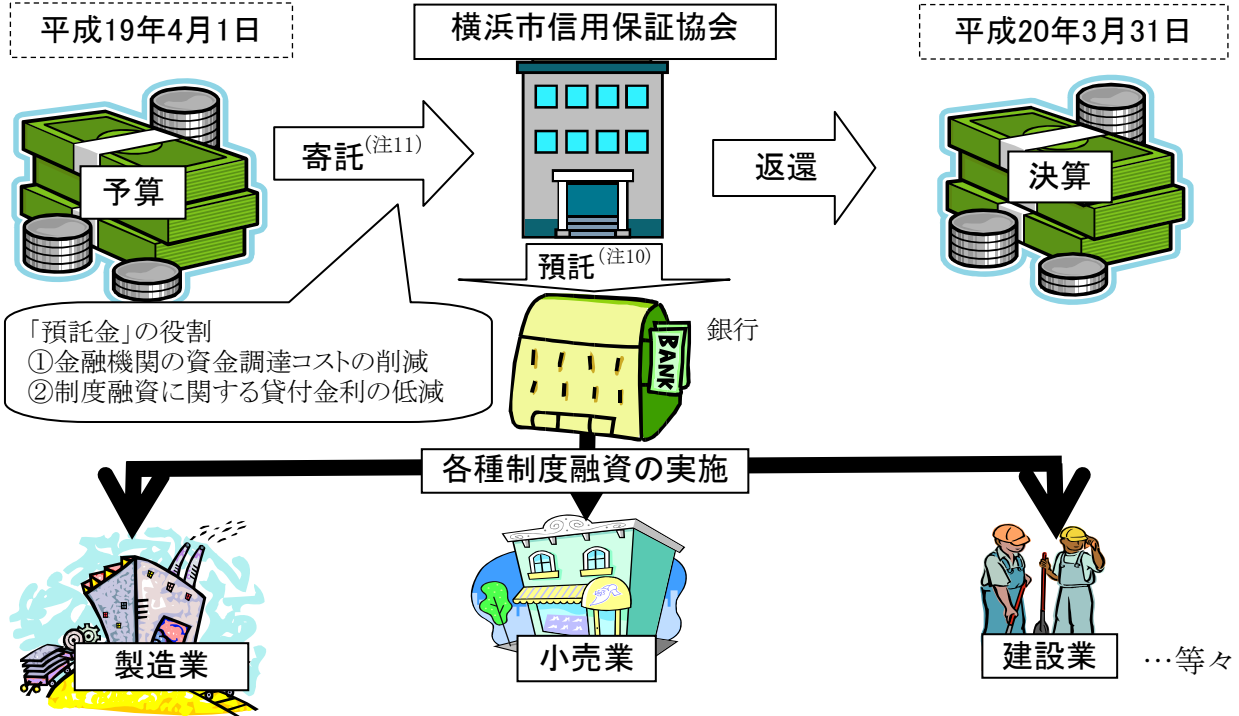 平成19年4月1日
横浜市信用保証協会
平成20年3月31日
予算
寄託(注11)
返還
決算
預託(注10)
「預託金」の役割
①金融機関の資金調達コストの削減
②制度融資に関する貸付金利の低減
銀行
BANK
各種制度融資の実施
製造業
小売業
建設業
…等々